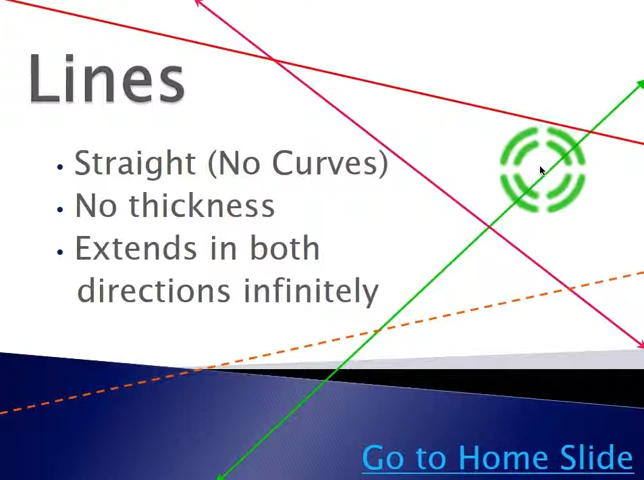 Lines
• Straight (No Curves)
• No thickness
• Extends in both
directions infinitely
Go to Home Slide